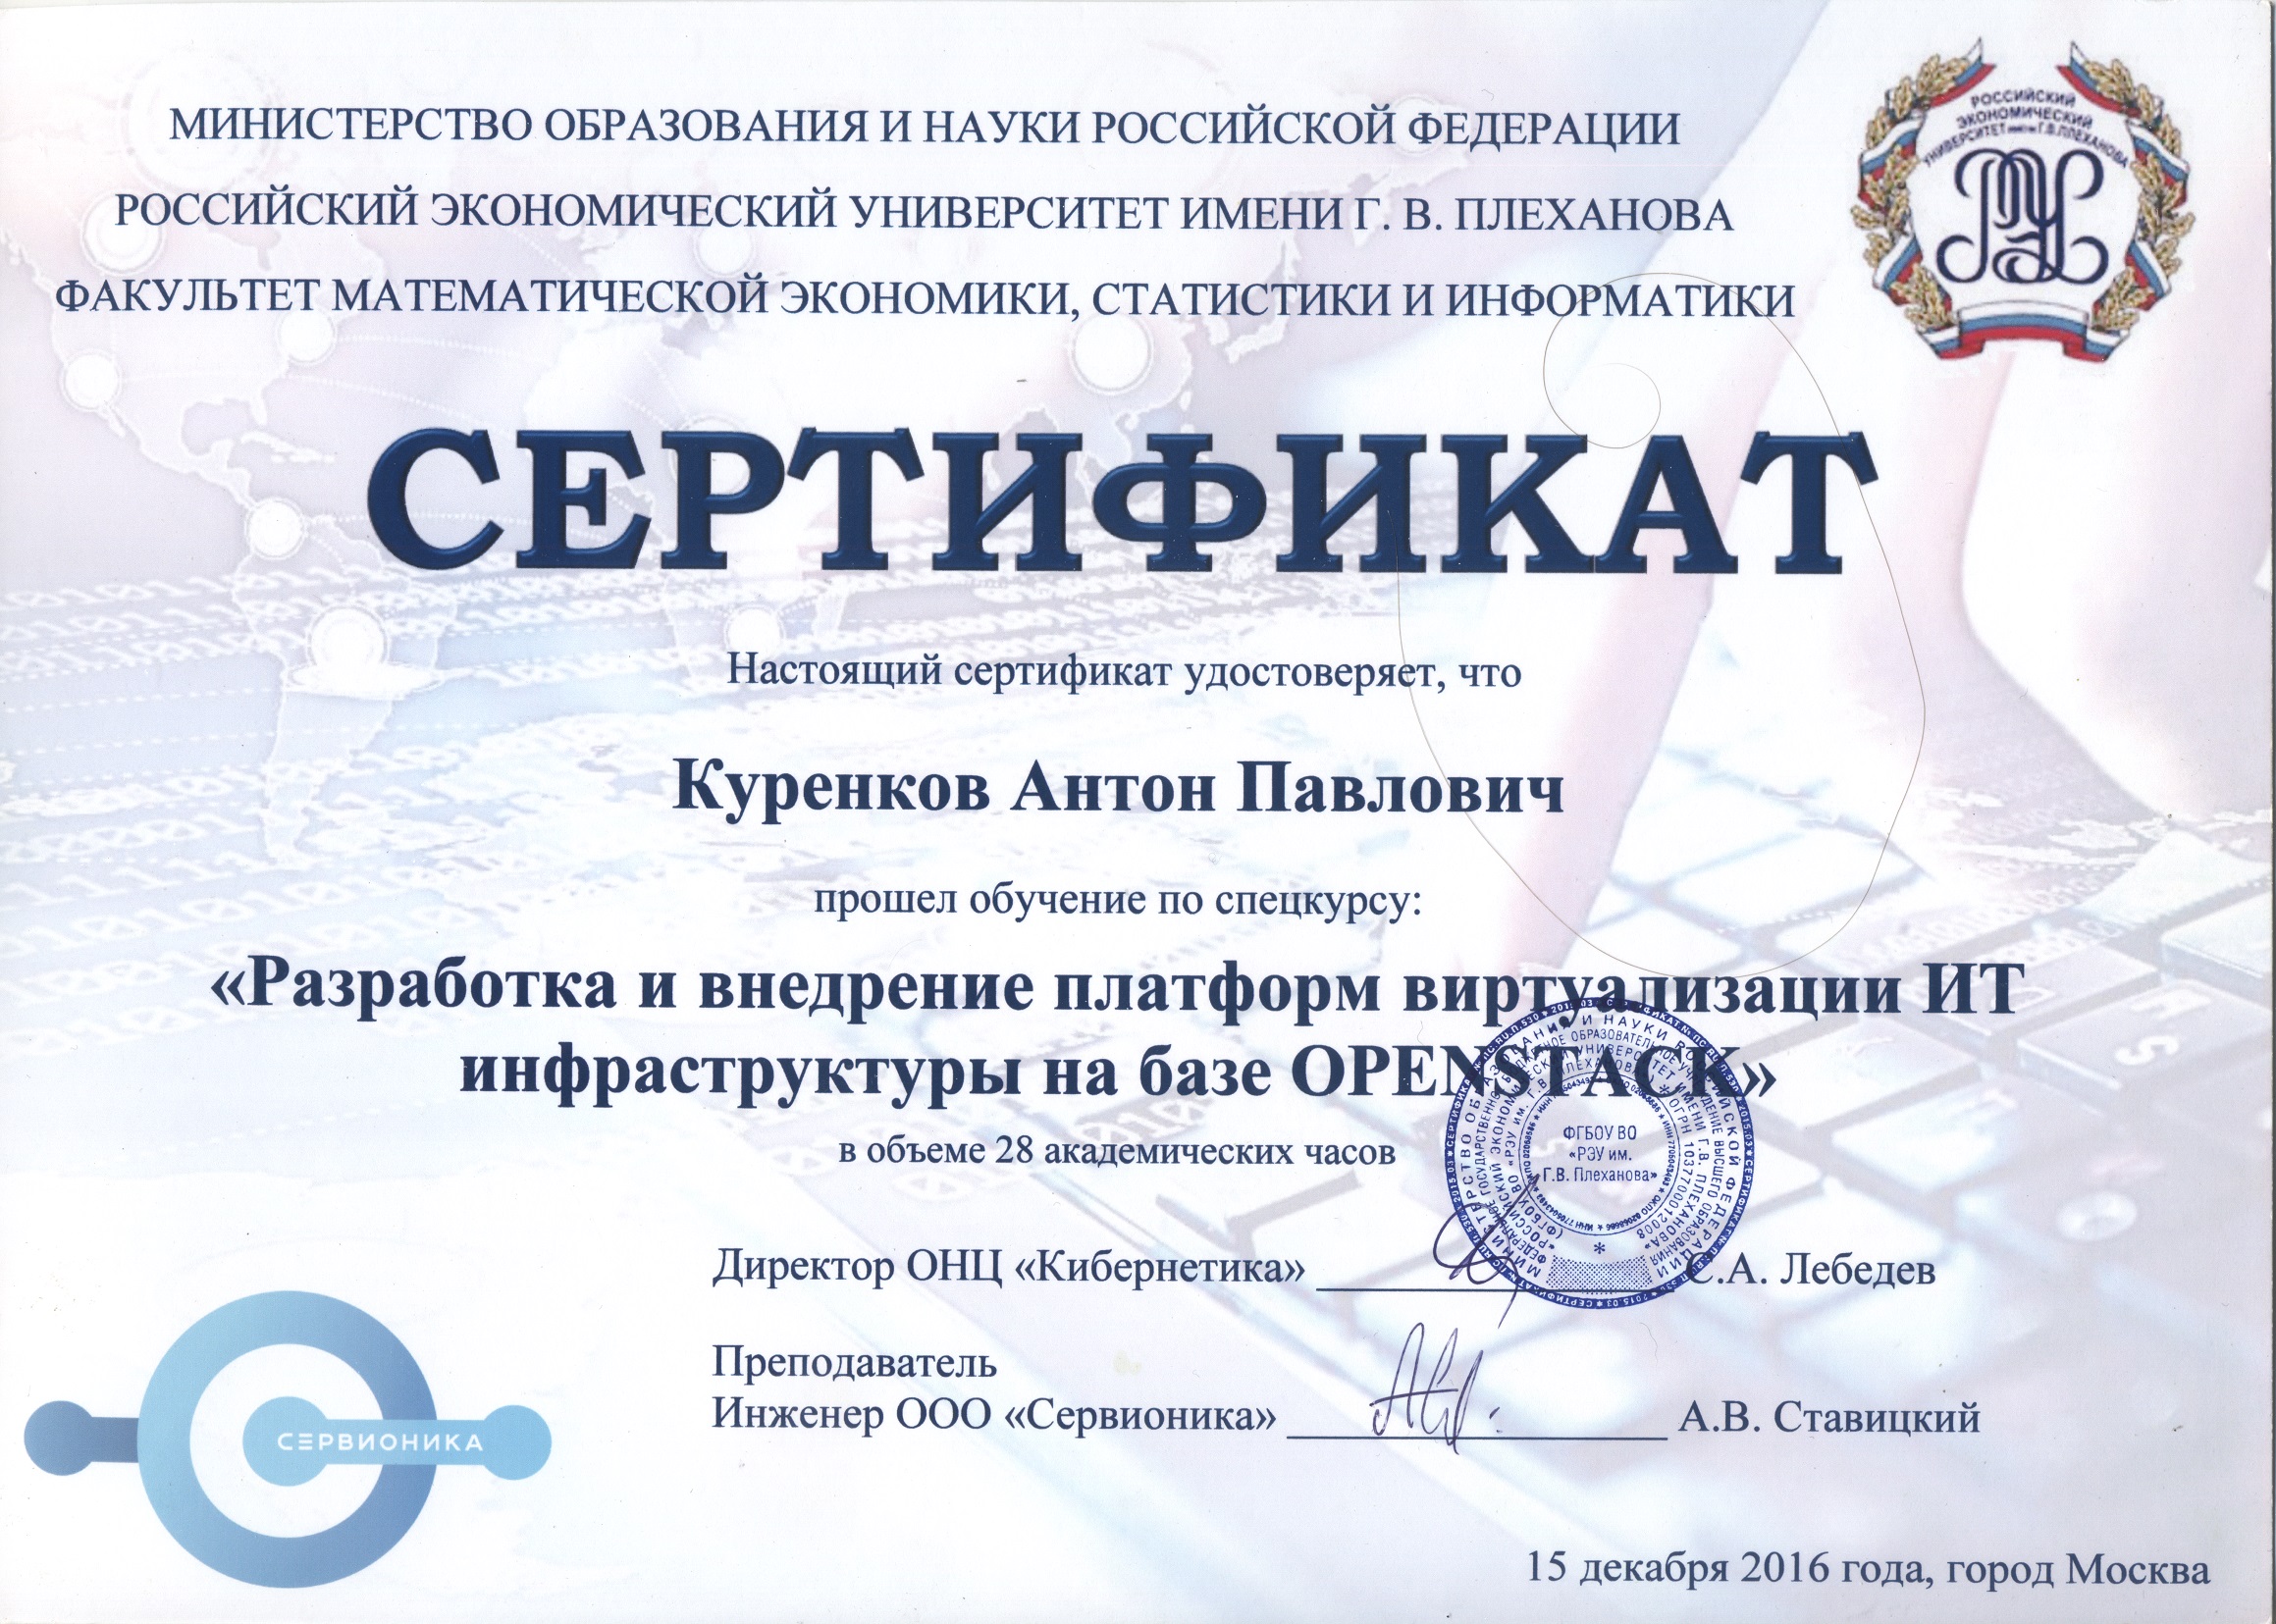 МИНИСТЕРСТВО ОБРАЗОВАНИЯ И НАУКИ РОССИЙСКОЙ ФЕДЕРАЦИИ
РОССИЙСКИЙ ЭКОНОМИЧЕСКИЙ УНИВЕРСИТЕТ ИМЕНИ Г. В. ПЛЕХАНОВА
ФАКУЛЬТЕТ МАТЕМАТИЧЕСКОЙ ЭКОНОМИКИ, СТАТИСТИКИ И ИНФОРМАТИКИ
РОССИЙСКИЙ
ЭКОНОМИЧЕСКИЙ
УНИВЕРСИТЕТ имени Г.В.ПЛЕХАНОВА
СЕРТИФИКАТ
Настоящий сертификат удостоверяет, что
Куренков Антон Павлович
прошел обучение по спецкурсу:
«Разработка и внедрение платформ виртуализации ИТ
инфраструктуры на базе OPENSTACK»
в объеме 28 академических часов
ФГБОУ ВО
«РЭУ им.
Г.В. Плеханова»
Директор ОНЦ «Кибернетика» С.А. Лебедев
Преподаватель
Инженер ООО «Сервионика» А.В. Ставицкий
СЕРВИОНИКА
15 декабря 2016 года, город Москва